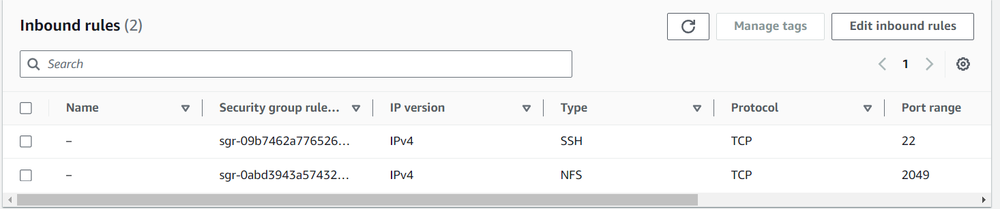 Inbound rules (2) Manage tags Edit inbound rules
Search 1
Name Security group rule... IP version Type Protocol Port range
– sgr-09b7462a776526... IPv4 SSH TCP 22
– sgr-0abd3943a57432... IPv4 NFS TCP 2049